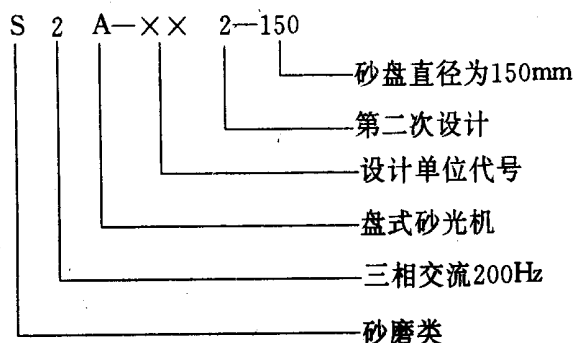 S 2 A—×× 2—150
砂盘直径为150mm
第二次设计
设计单位代号
盘式砂光机
三相交流200Hz
砂磨类